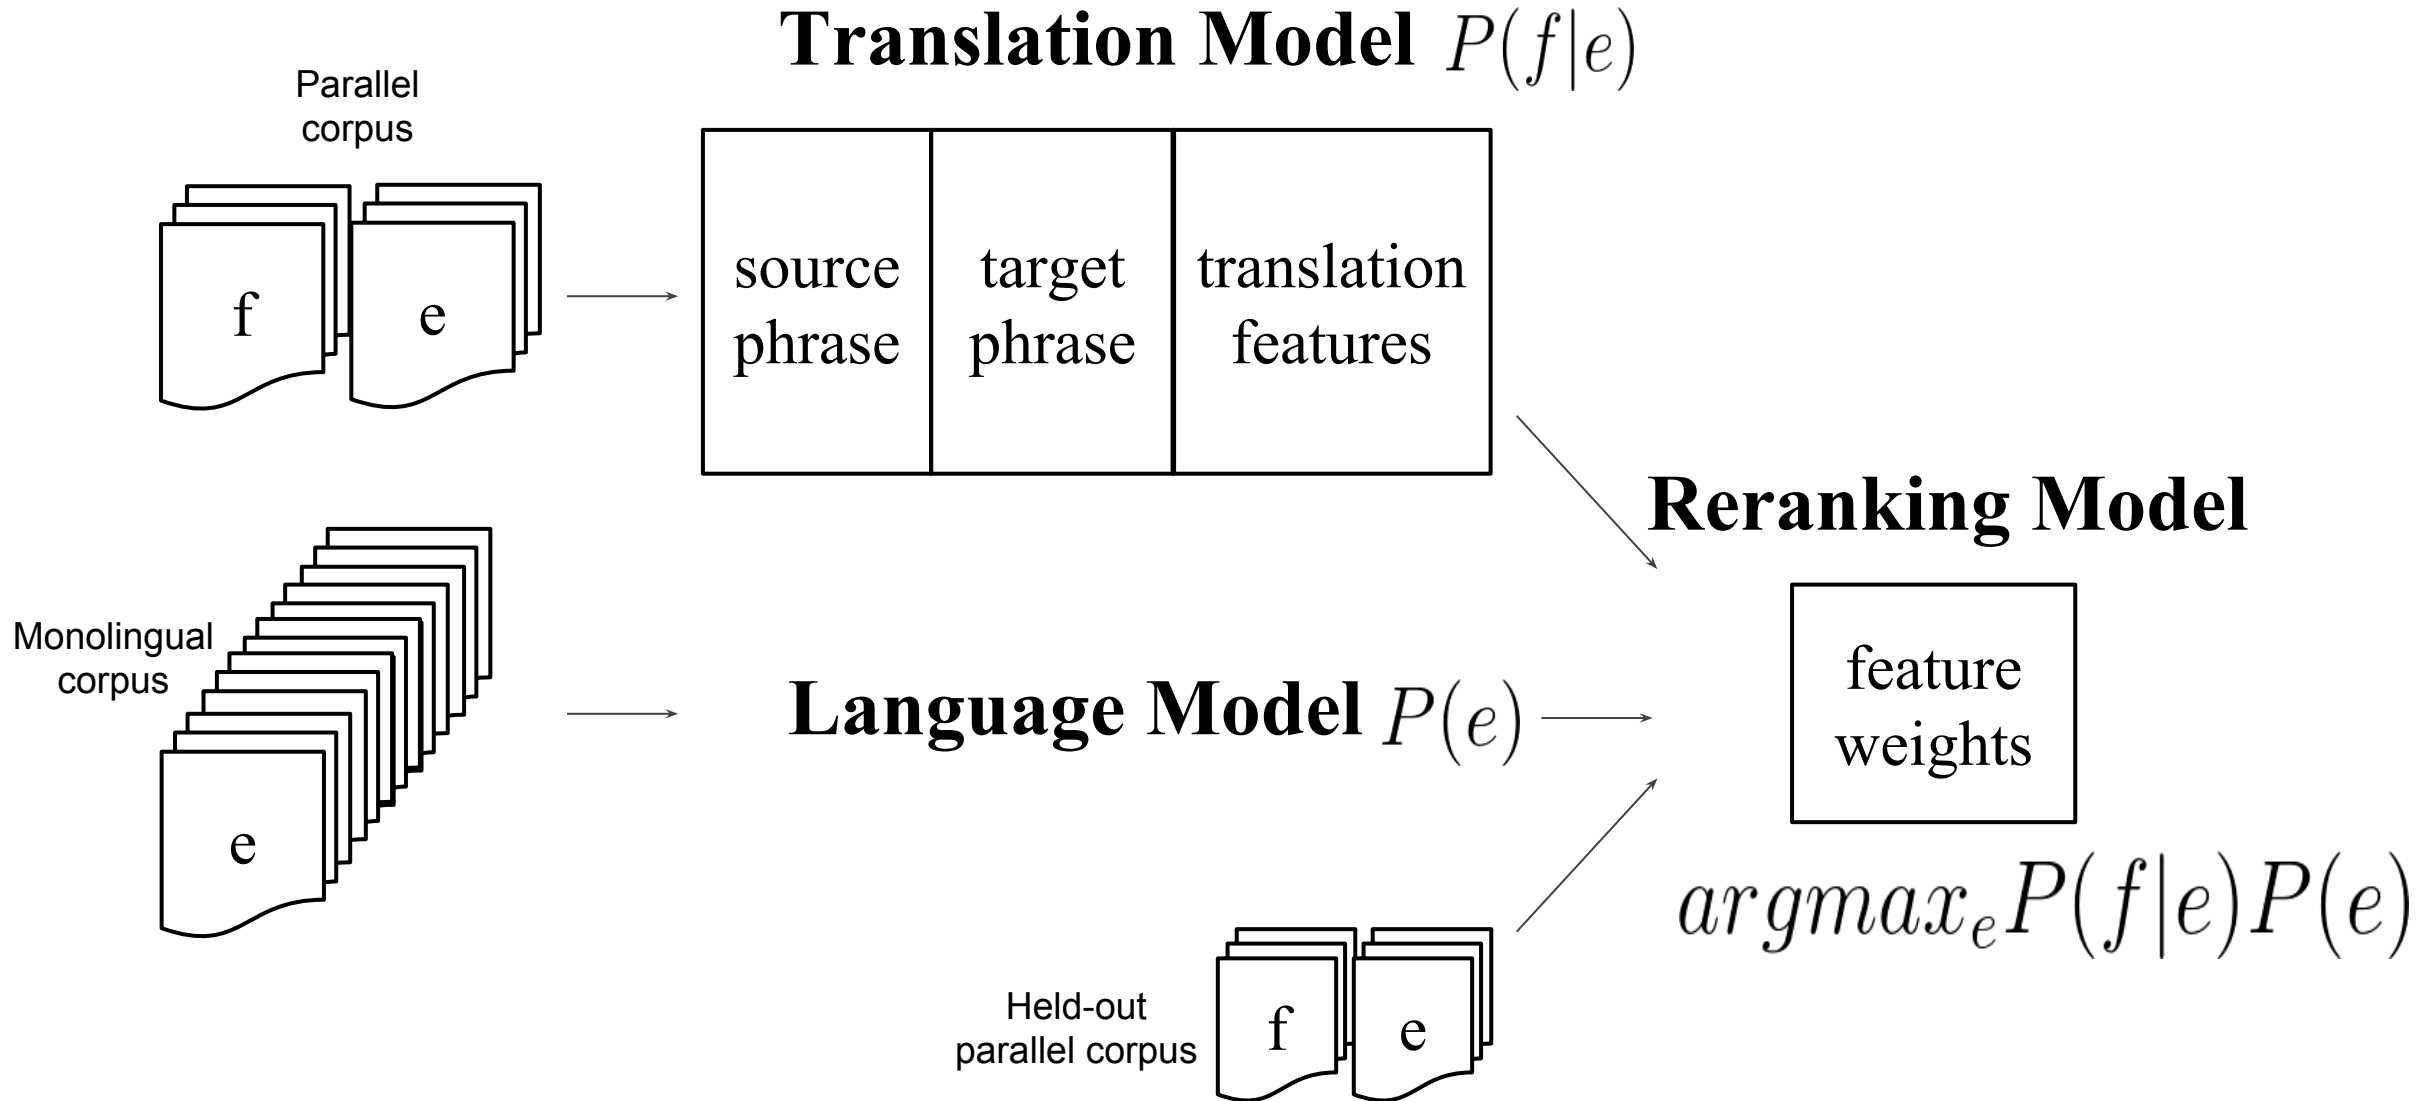 Translation Model P(f|e)
Parallel
corpus
f e
source
phrase
target
phrase
translation
features
Reranking Model
Monolingual
corpus
e
Language Model P(e)
feature
weights
argmax_e P(f|e)P(e)
Held-out
parallel corpus
f e